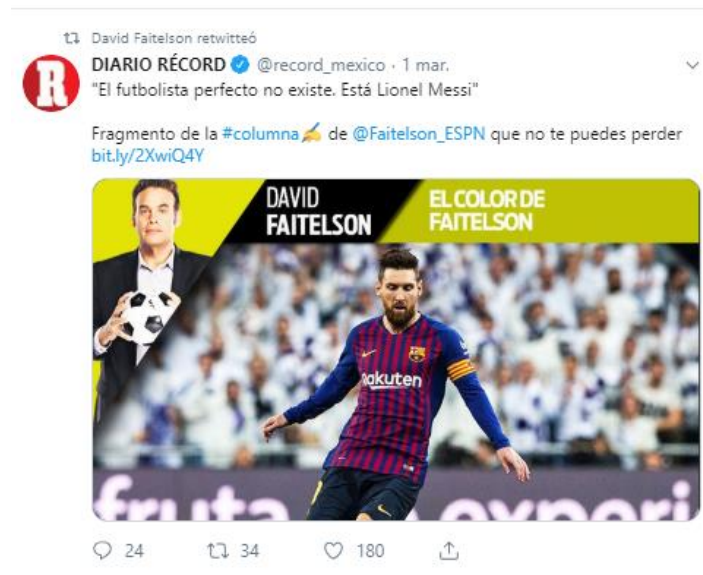 David Faitelson retwitteó
DIARIO RÉCORD @record_mexico · 1 mar.
"El futbolista perfecto no existe. Está Lionel Messi"
Fragmento de la #columna✍ de @Faitelson_ESPN que no te puedes perder
bit.ly/2XwiQ4Y
DAVID
FAITELSON
EL COLOR DE
FAITELSON
Rakuten
fruta
experi
24 34 180